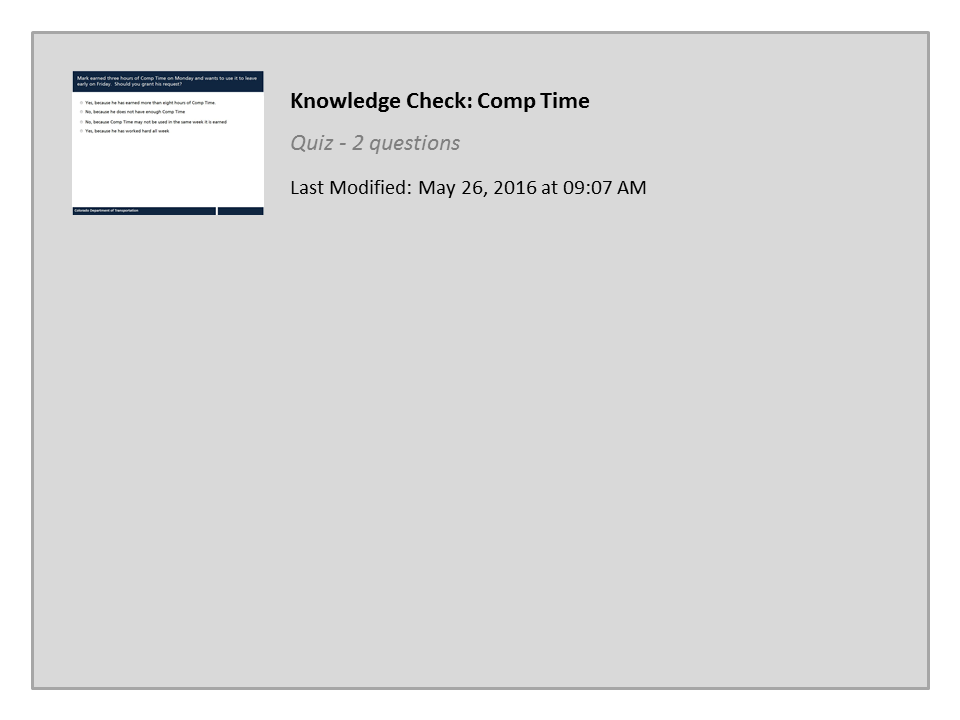 Mark earned three hours of Comp Time on Monday and wants to use it to leave
early on Friday. Should you grant his request?
Yes, because he has earned more than eight hours of Comp Time.
No, because he does not have enough Comp Time
No, because Comp Time may not be used in the same week it is earned
Yes, because he has worked hard all week
Colorado Department of Transportation
Knowledge Check: Comp Time
Quiz - 2 questions
Last Modified: May 26, 2016 at 09:07 AM